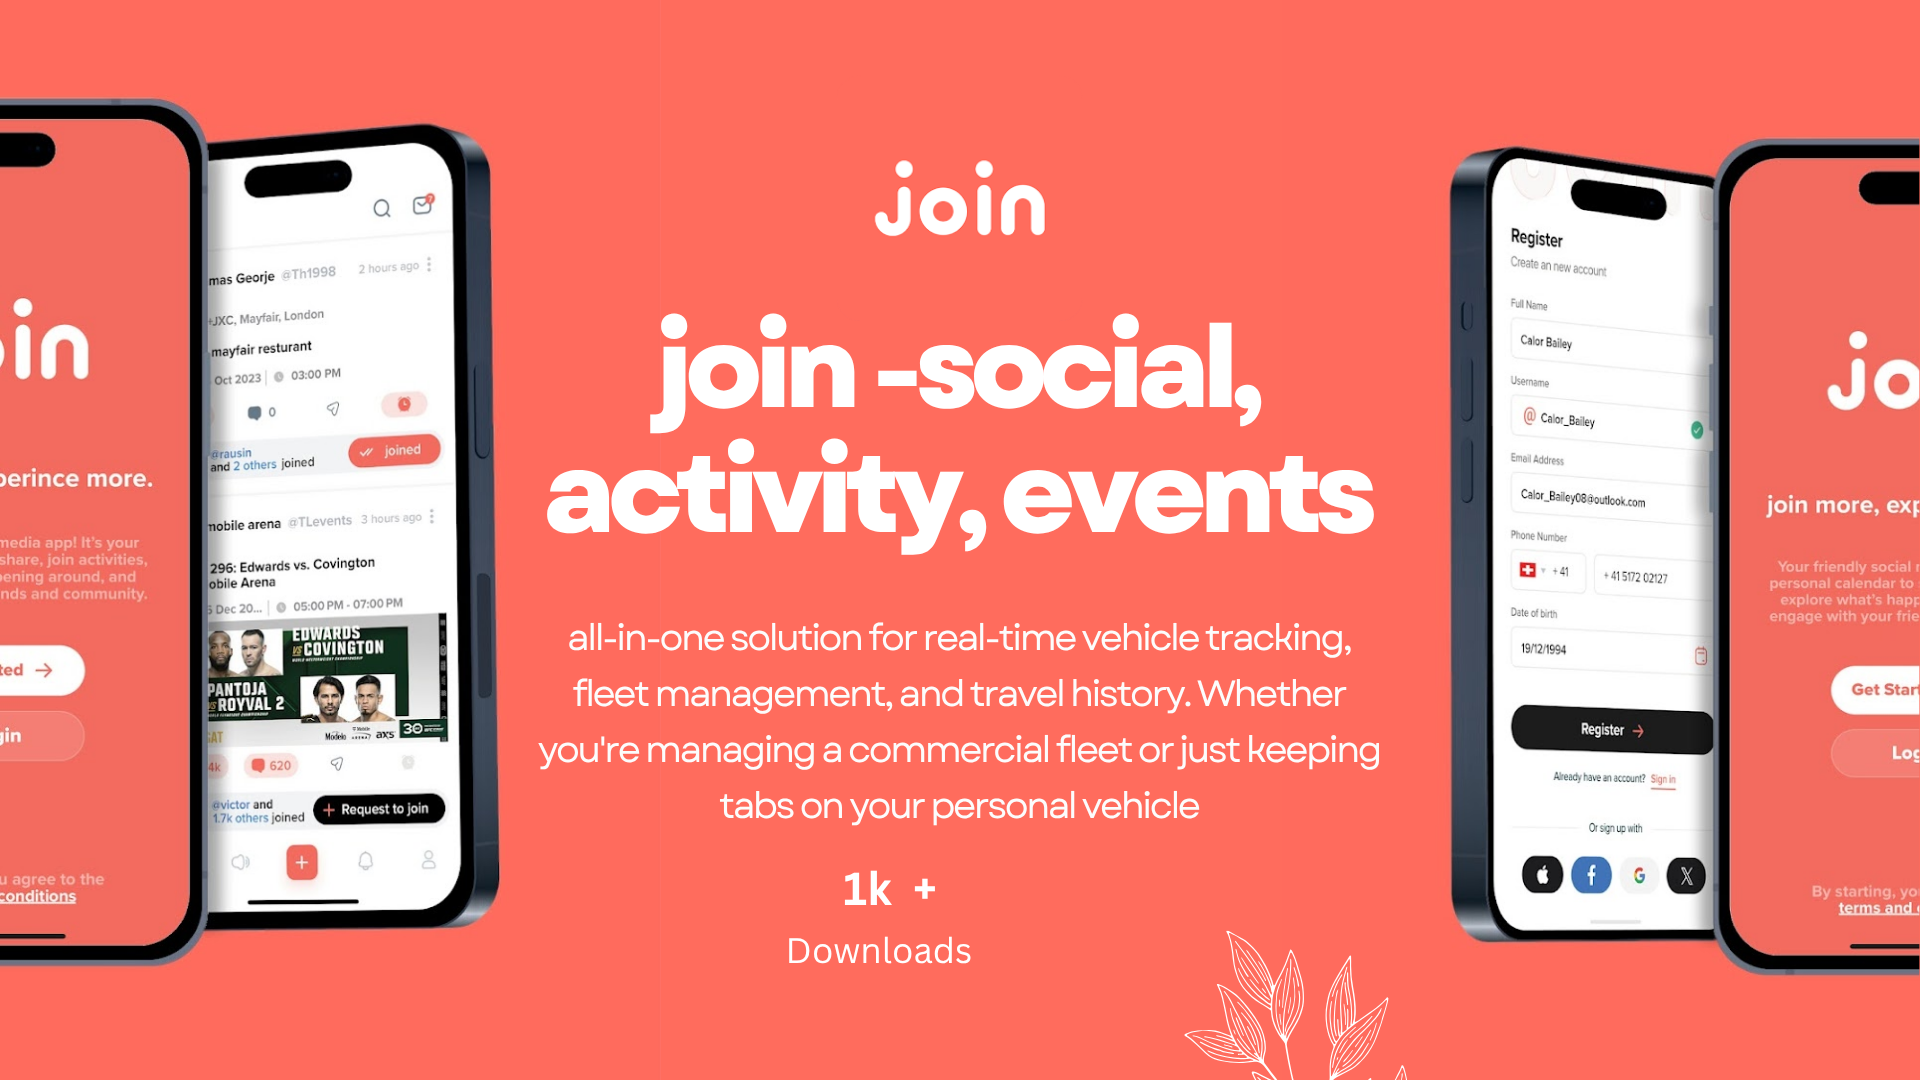 join
join -social,
activity, events
all-in-one solution for real-time vehicle tracking,
fleet management, and travel history. Whether
you're managing a commercial fleet or just keeping
tabs on your personal vehicle
1k +
Downloads
oin
perince more.
media app! It's your
share, join activities,
pening around, and
nds and community.
ted
gin
u agree to the
conditions
7
mas Georje @Th1998 2 hours ago
+JXC, Mayfair, London
mayfair resturant
Oct 2023 03:00 PM
0
@rausin
and 2 others joined
joined
mobile arena @TLevents 3 hours ago
296: Edwards vs. Covington
obile Arena
5 Dec 20... 05:00 PM - 07:00 PM
EDWARDS
VS COVINGTON
PANTOJA
VS ROYVAL 2
SAT
Modelo
axs
30
4k
620
@victor and
1.7k others joined
+ Request to join
+
Register
Create an new account
Full Name
Calor Bailey
Username
@ Calor_Bailey
Email Address
Calor_Bailey08@outlook.com
Phone Number
+ 41
+ 41 5172 02127
Date of birth
19/12/1994
Register
Already have an account? Sign in
Or sign up with
f
G
X
jo
join more, exp
Your friendly social r
personal calendar to s
explore what's happ
engage with your frie
Get Start
Log
By starting, yo
terms and c